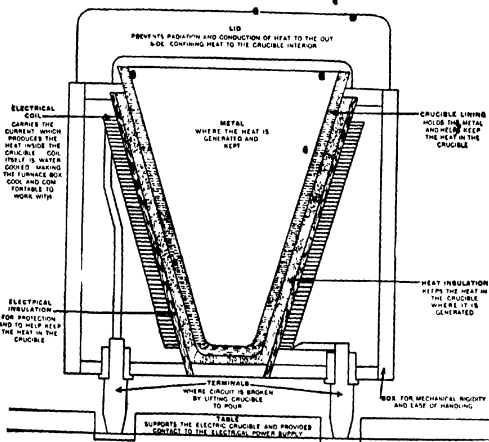 LID
PREVENTS RADIATION AND CONDUCTION OF HEAT TO THE OUT
SIDE CONFINING HEAT TO THE CRUCIBLE INTERIOR
ELECTRICAL
COIL
CARRIES THE
CURRENT WHICH
PRODUCES THE
HEAT INSIDE THE
CRUCIBLE COIL
ITSELF IS WATER
COOLED MAKING
THE FURNACE BOX
COOL AND COM
FORTABLE TO
WORK WITH
METAL
WHERE THE HEAT IS
GENERATED AND
KEPT
CRUCIBLE LINING
HOLDS THE METAL
AND HELPS KEEP
THE HEAT IN THE
CRUCIBLE
HEAT INSULATION
KEEPS THE HEAT IN
THE CRUCIBLE
WHERE IT IS
GENERATED
ELECTRICAL
INSULATION
FOR PROTECTION
AND TO HELP KEEP
THE HEAT IN THE
CRUCIBLE
TERMINALS
WHERE CIRCUIT IS BROKEN
BY LIFTING CRUCIBLE
TO POUR
BOX FOR MECHANICAL RIGIDITY
AND EASE OF HANDLING
TABLE
SUPPORTS THE ELECTRIC CRUCIBLE AND PROVIDED
CONTACT TO THE ELECTRICAL POWER SUPPLY